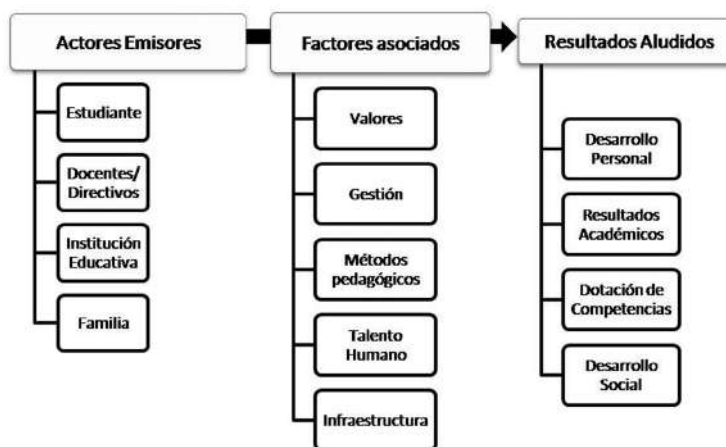 Actores Emisores
Estudiante
Docentes/
Directivos
Institución
Educativa
Familia
Factores asociados
Valores
Gestión
Métodos
pedagógicos
Talento
Humano
Infraestructura
Resultados Aludidos
Desarrollo
Personal
Resultados
Académicos
Dotación de
Competencias
Desarrollo
Social